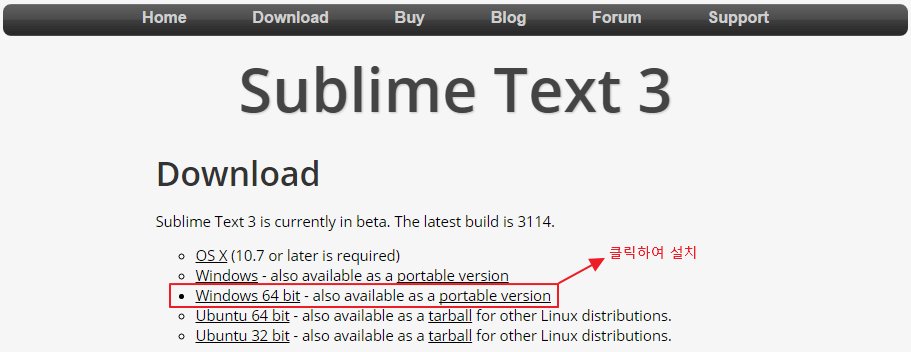 Home Download Buy Blog Forum Support
Sublime Text 3
Download
Sublime Text 3 is currently in beta. The latest build is 3114.
OS X (10.7 or later is required)
클릭하여 설치
Windows - also available as a portable version
Windows 64 bit - also available as a portable version
Ubuntu 64 bit - also available as a tarball for other Linux distributions.
Ubuntu 32 bit - also available as a tarball for other Linux distributions.